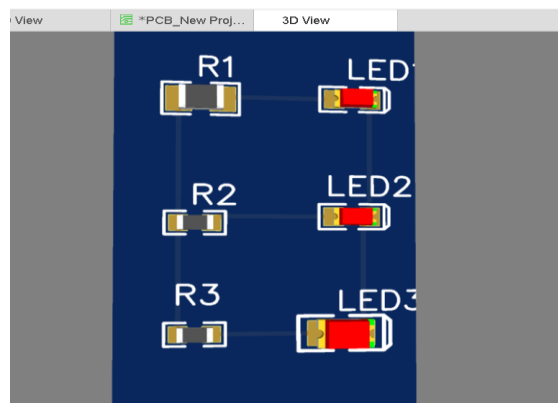 View
*PCB_New Proj...
3D View
R1
LED1
R2
LED2
R3
LED3